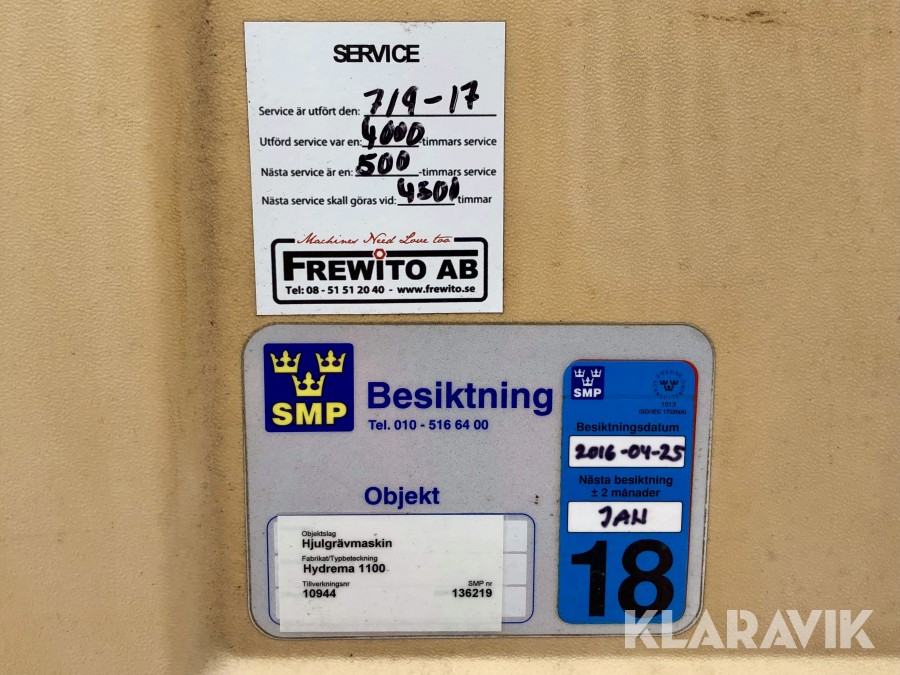 SERVICE
Service är utfört den: 7/9-17
Utförd service var en: 4000 -timmars service
Nästa service är en: 500 -timmars service
Nästa service skall göras vid: 4500 timmar
Machines Need Love too
FREWITO AB
Tel: 08 - 51 51 20 40 - www.frewito.se
SMP
Besiktning
Tel. 010 - 516 64 00
Objekt
Objektslag
Hjulgrävmaskin
Fabrikat/Typbeteckning
Hydrema 1100
Tillverkningsnr SMP nr
10944 136219
SMP
1913
Besiktningsdatum
2016-04-25
Nästa besiktning
± 2 månader
JAN
18
KLARAVIK